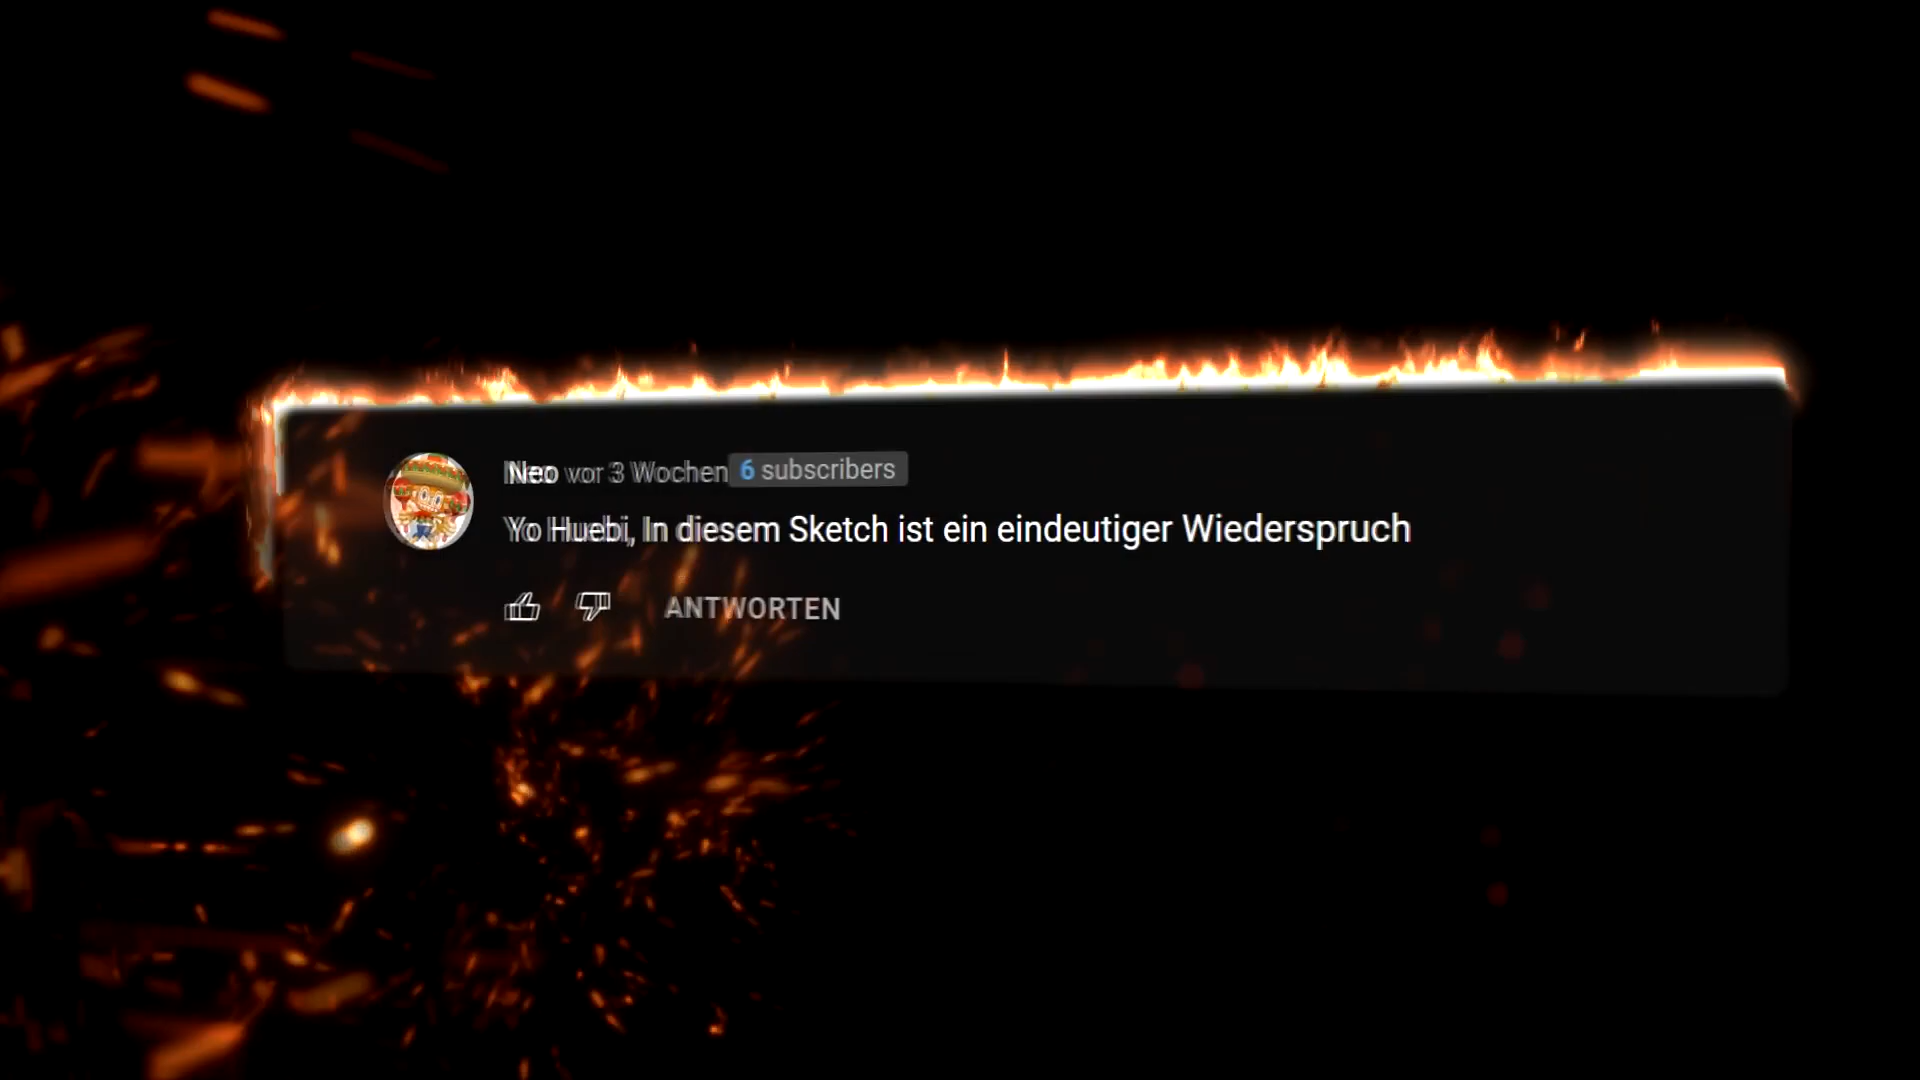 Neo vor 3 Wochen 6 subscribers
Yo Huebi, In diesem Sketch ist ein eindeutiger Wiederspruch
ANTWORTEN